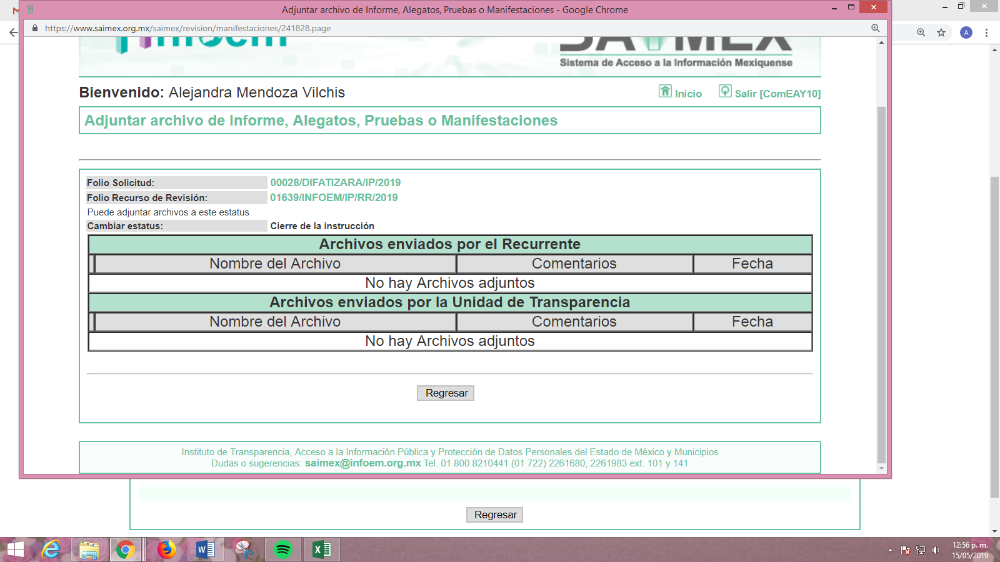 Adjuntar archivo de Informe, Alegatos, Pruebas o Manifestaciones - Google Chrome
https://www.saimex.org.mx/saimex/revision/manifestaciones/241828.page
A
infoem
SAIMEX
Sistema de Acceso a la Información Mexiquense
Bienvenido: Alejandra Mendoza Vilchis
Inicio
Salir [ComEAY10]
Adjuntar archivo de Informe, Alegatos, Pruebas o Manifestaciones
Folio Solicitud: 00028/DIFATIZARA/IP/2019
Folio Recurso de Revisión: 01639/INFOEM/IP/RR/2019
Puede adjuntar archivos a este estatus
Cambiar estatus: Cierre de la instrucción
Archivos enviados por el Recurrente
Nombre del Archivo Comentarios Fecha
No hay Archivos adjuntos
Archivos enviados por la Unidad de Transparencia
Nombre del Archivo Comentarios Fecha
No hay Archivos adjuntos
Regresar
Instituto de Transparencia, Acceso a la Información Pública y Protección de Datos Personales del Estado de México y Municipios
Dudas o sugerencias: saimex@infoem.org.mx Tel. 01 800 8210441 (01 722) 2261680, 2261983 ext. 101 y 141
Regresar
12:56 p. m.
15/05/2019